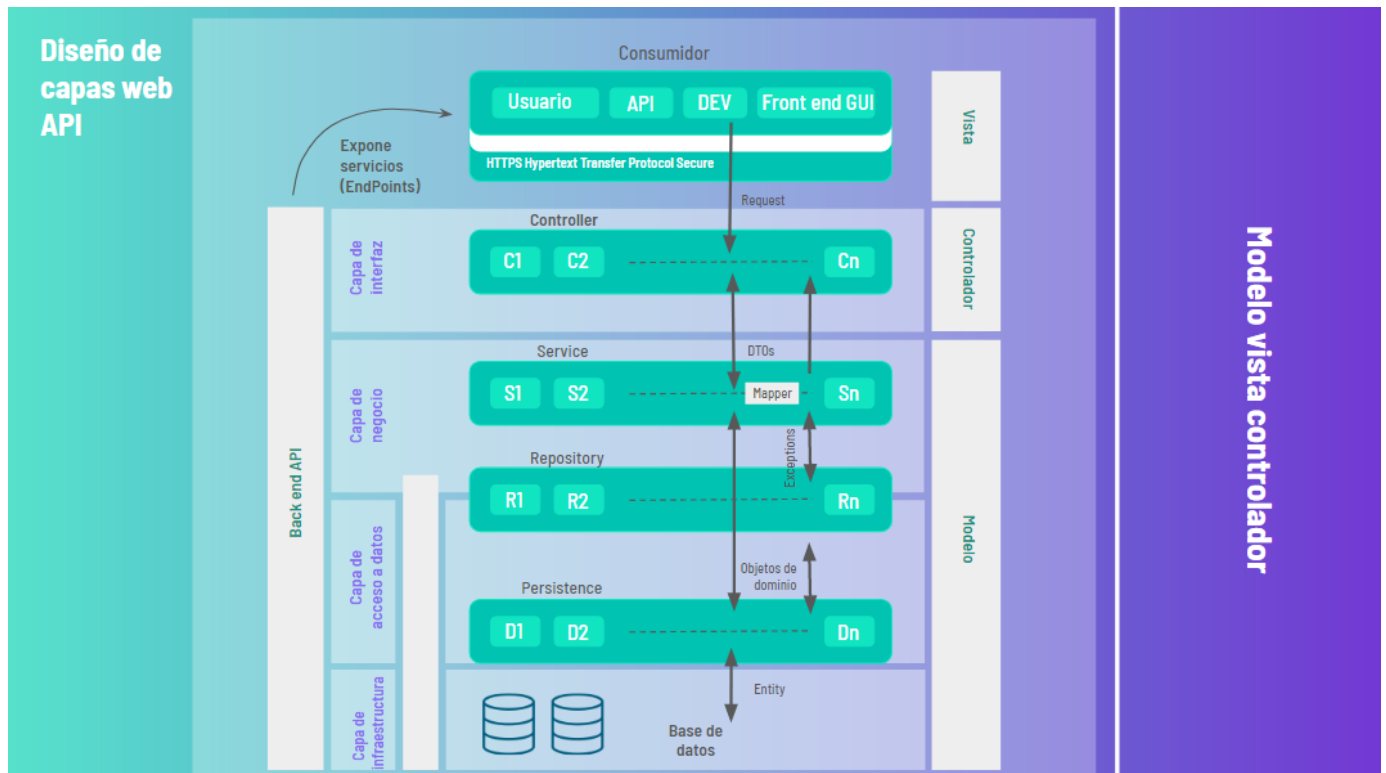 Diseño de
capas web
API
Consumidor
Usuario
API
DEV
Front end GUI
HTTPS Hypertext Transfer Protocol Secure
Expone
servicios
(EndPoints)
Request
Vista
Controller
C1
C2
Cn
Capa de
interfaz
Controlador
DTOs
Service
S1
S2
Mapper
Sn
Capa de
negocio
Exceptions
Repository
R1
R2
Rn
Back end API
Modelo
Capa de
acceso a datos
Objetos de
dominio
Persistence
D1
D2
Dn
Entity
Capa de
infraestructura
Base de
datos
Modelo vista controlador